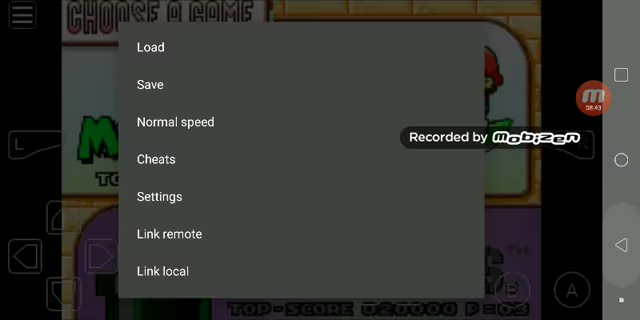 CHOOSE A GAME
Load
Save
Normal speed
Cheats
Settings
Link remote
Link local
Recorded by mobizen
08:43
L
B
A
TOP-SCORE 020000 P=03